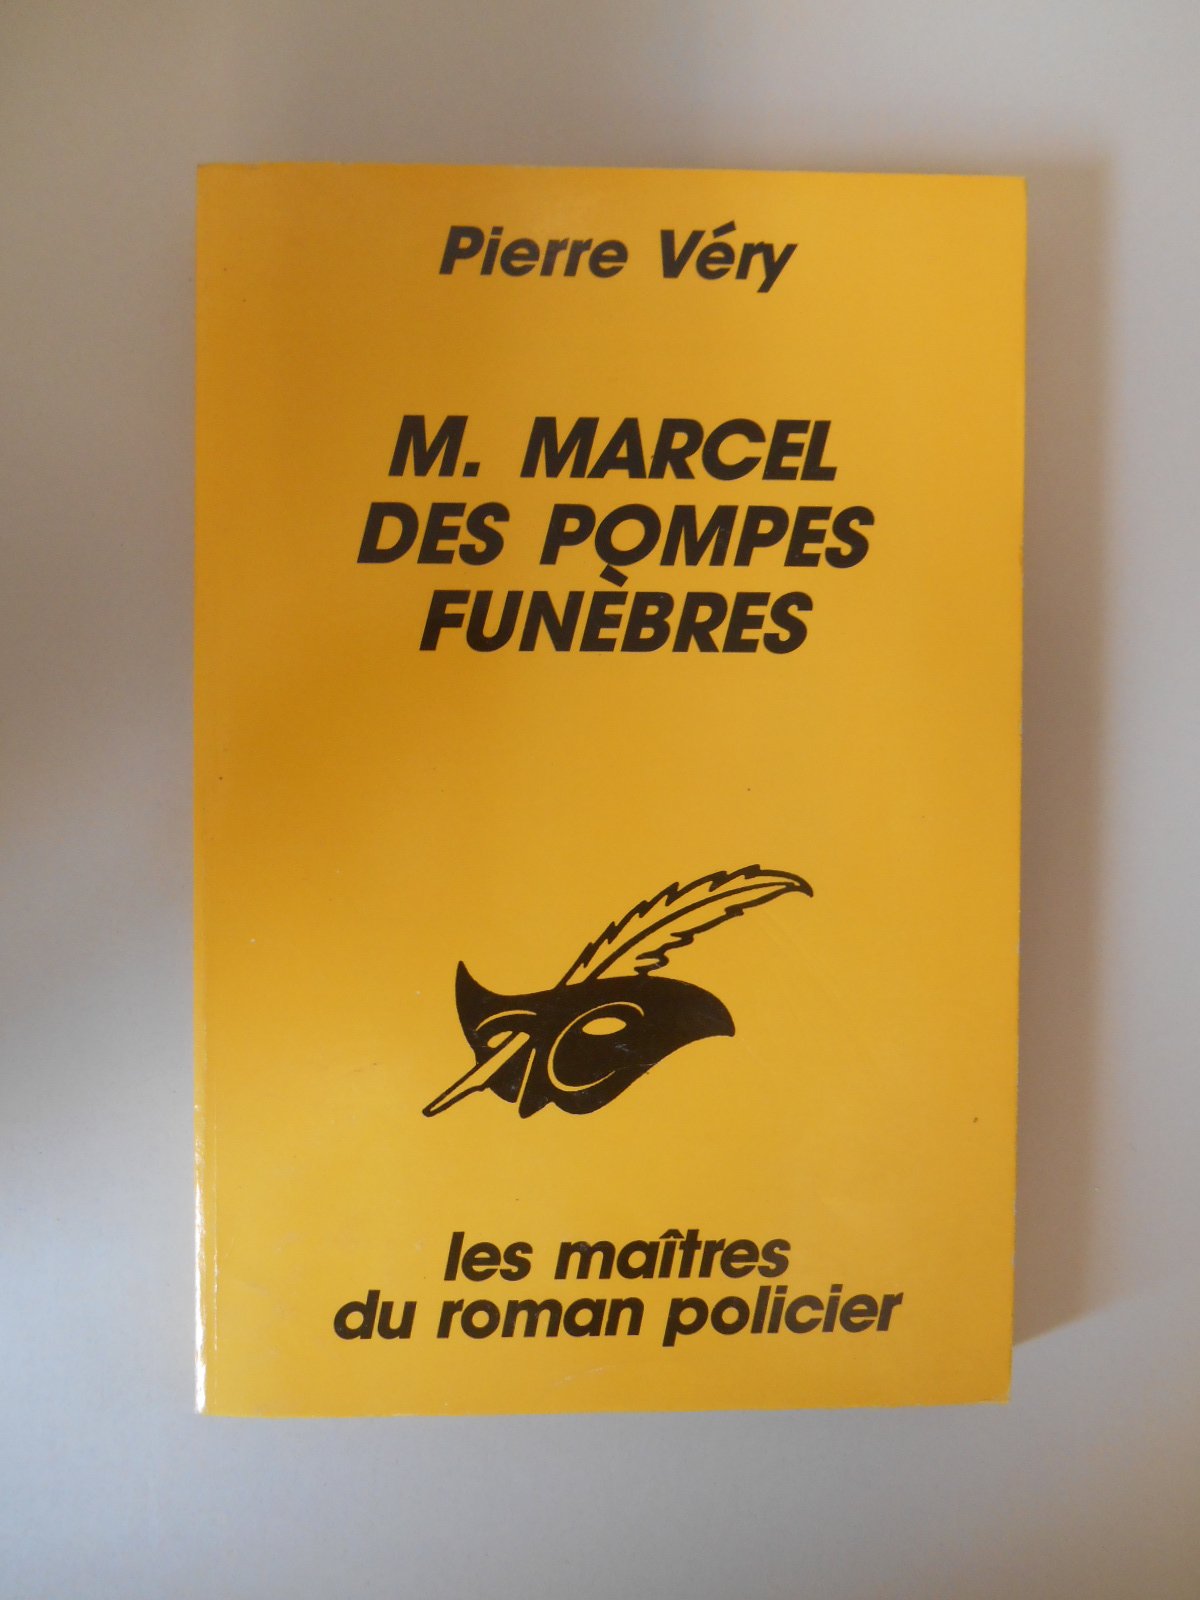 Pierre Véry
M. MARCEL
DES POMPES
FUNÈBRES
les maîtres
du roman policier